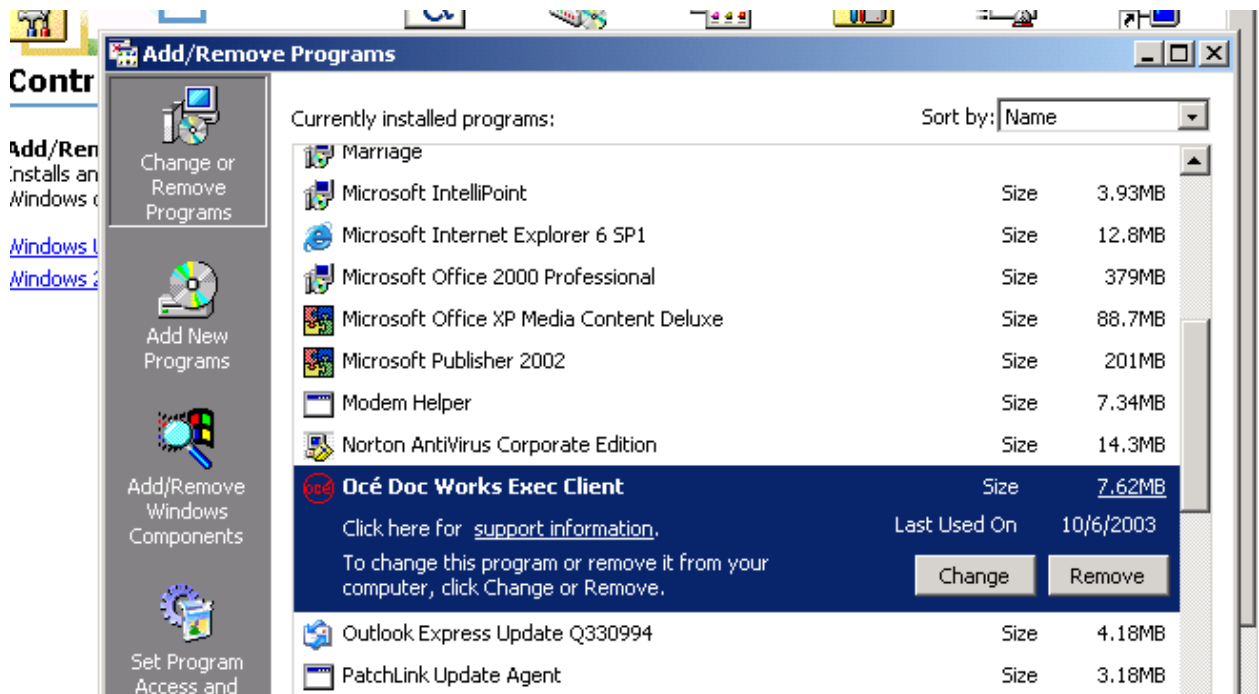 Add/Remove Programs
Contr
Add/Ren
Installs an
Windows
Windows
Windows 2
Change or
Remove
Programs
Add New
Programs
Add/Remove
Windows
Components
Set Program
Access and
Currently installed programs:
Sort by: Name
Marriage
Microsoft IntelliPoint Size 3.93MB
Microsoft Internet Explorer 6 SP1 Size 12.8MB
Microsoft Office 2000 Professional Size 379MB
Microsoft Office XP Media Content Deluxe Size 88.7MB
Microsoft Publisher 2002 Size 201MB
Modem Helper Size 7.34MB
Norton AntiVirus Corporate Edition Size 14.3MB
océ Océ Doc Works Exec Client Size 7.62MB
Click here for support information. Last Used On 10/6/2003
To change this program or remove it from your
computer, click Change or Remove.
Change Remove
Outlook Express Update Q330994 Size 4.18MB
PatchLink Update Agent Size 3.18MB